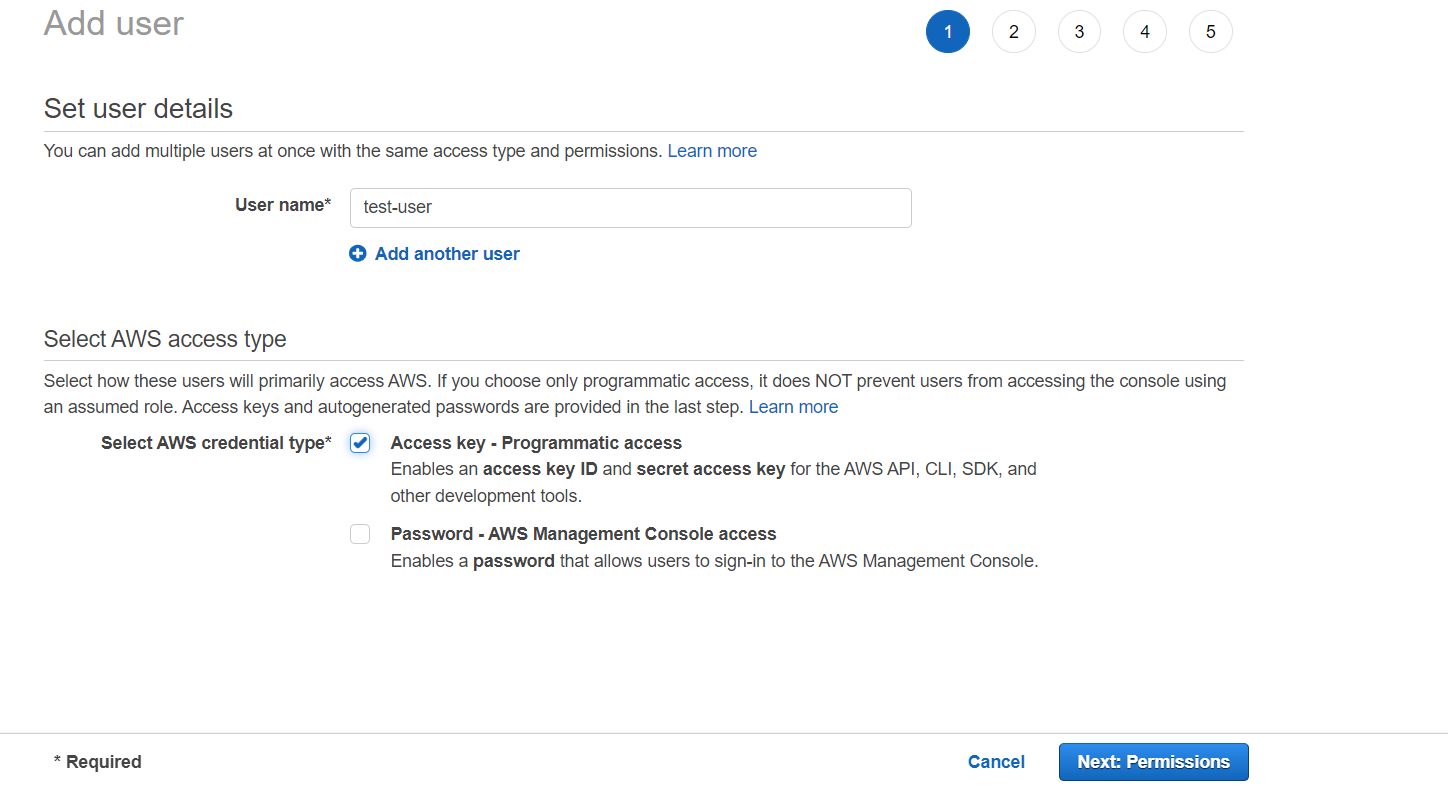 Add user
1 2 3 4 5
Set user details
You can add multiple users at once with the same access type and permissions. Learn more
User name* test-user
Add another user
Select AWS access type
Select how these users will primarily access AWS. If you choose only programmatic access, it does NOT prevent users from accessing the console using
an assumed role. Access keys and autogenerated passwords are provided in the last step. Learn more
Select AWS credential type* Access key - Programmatic access
Enables an access key ID and secret access key for the AWS API, CLI, SDK, and
other development tools.
Password - AWS Management Console access
Enables a password that allows users to sign-in to the AWS Management Console.
* Required Cancel Next: Permissions